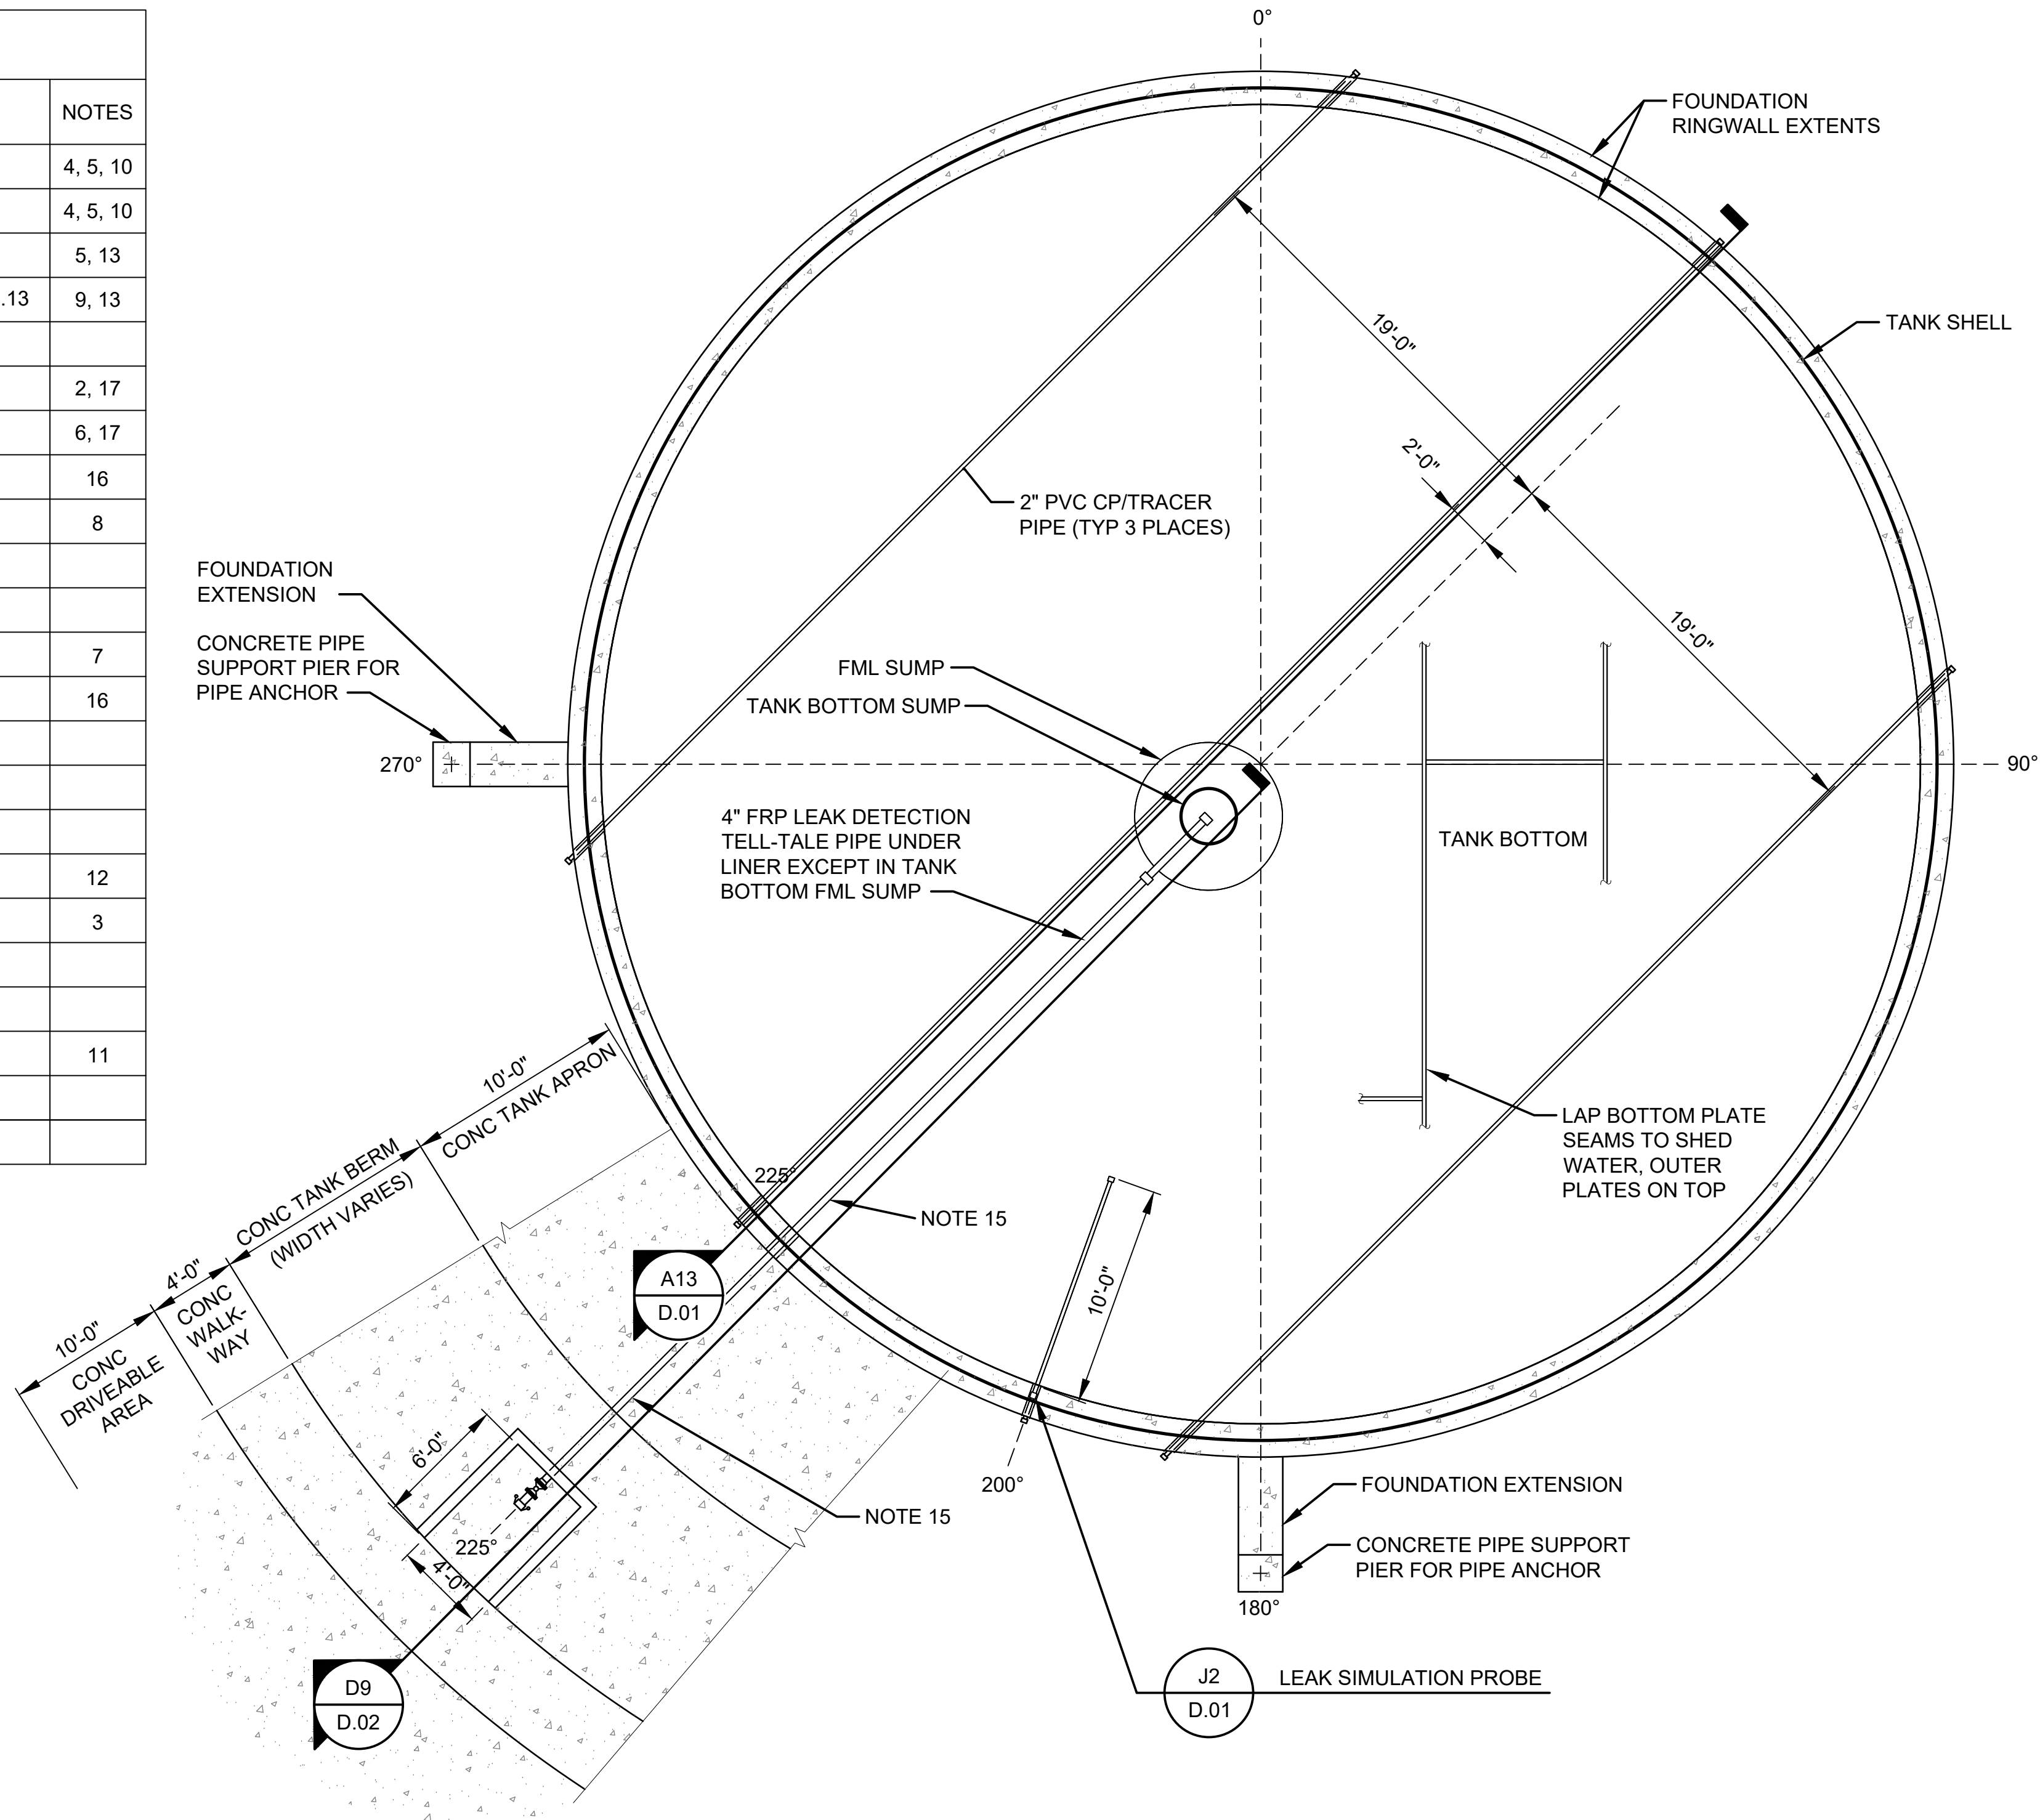 NOTES
4, 5, 10
4, 5, 10
5, 13
.13
9, 13
2, 17
6, 17
16
8
7
16
12
3
11
0°
FOUNDATION
RINGWALL EXTENTS
TANK SHELL
19'-0"
2'-0"
2" PVC CP/TRACER
PIPE (TYP 3 PLACES)
FOUNDATION
EXTENSION
CONCRETE PIPE
SUPPORT PIER FOR
PIPE ANCHOR
19'-0"
FML SUMP
TANK BOTTOM SUMP
270°
90°
4" FRP LEAK DETECTION
TELL-TALE PIPE UNDER
LINER EXCEPT IN TANK
BOTTOM FML SUMP
TANK BOTTOM
10'-0"
CONC TANK APRON
CONC TANK BERM
(WIDTH VARIES)
4'-0"
CONC
WALK-
WAY
10'-0"
CONC
DRIVEABLE
AREA
225°
LAP BOTTOM PLATE
SEAMS TO SHED
WATER, OUTER
PLATES ON TOP
NOTE 15
A13
D.01
10'-0"
6'-0"
200°
FOUNDATION EXTENSION
NOTE 15
225°
4'-0"
CONCRETE PIPE SUPPORT
PIER FOR PIPE ANCHOR
180°
J2
D.01
LEAK SIMULATION PROBE
D9
D.02